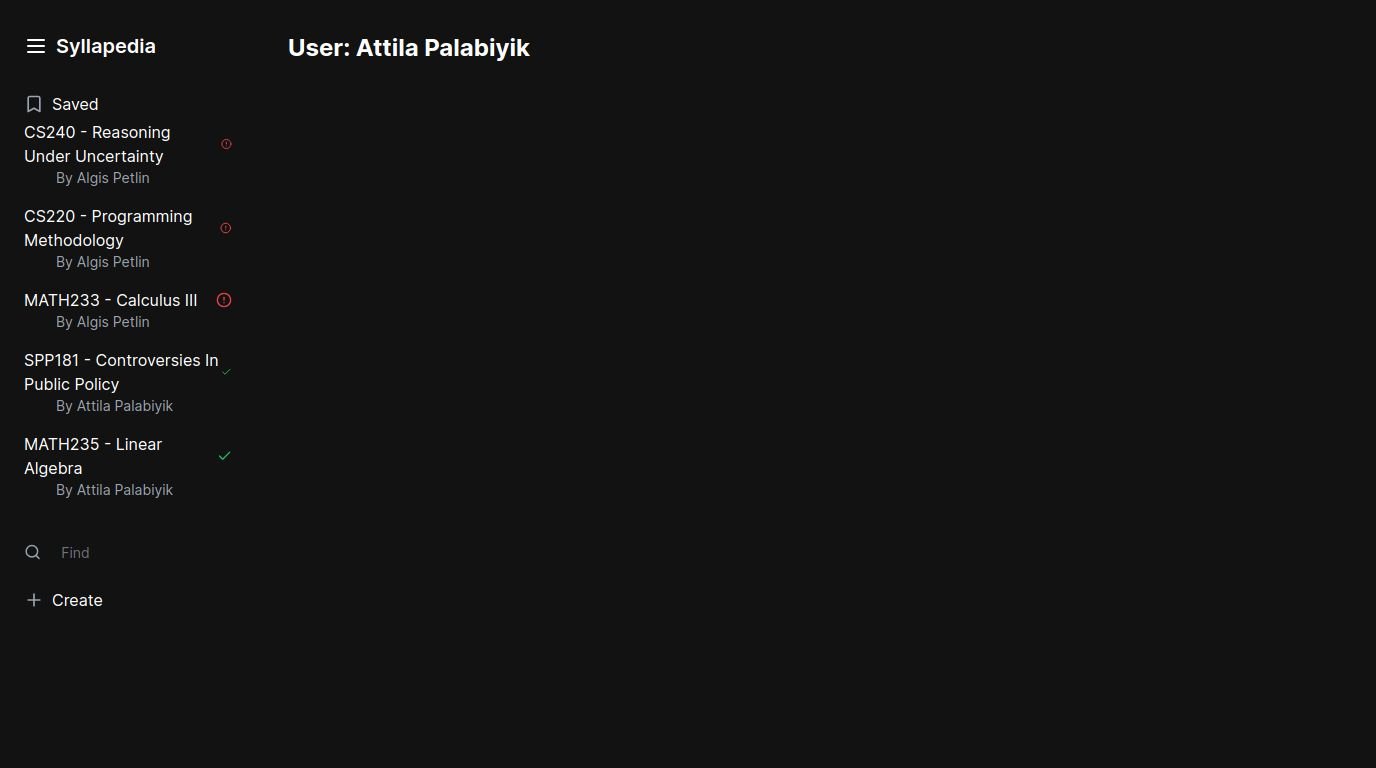 Syllapedia
User: Attila Palabiyik
Saved
CS240 - Reasoning
Under Uncertainty
By Algis Petlin
CS220 - Programming
Methodology
By Algis Petlin
MATH233 - Calculus III
By Algis Petlin
SPP181 - Controversies In
Public Policy
By Attila Palabiyik
MATH235 - Linear
Algebra
By Attila Palabiyik
Find
Create